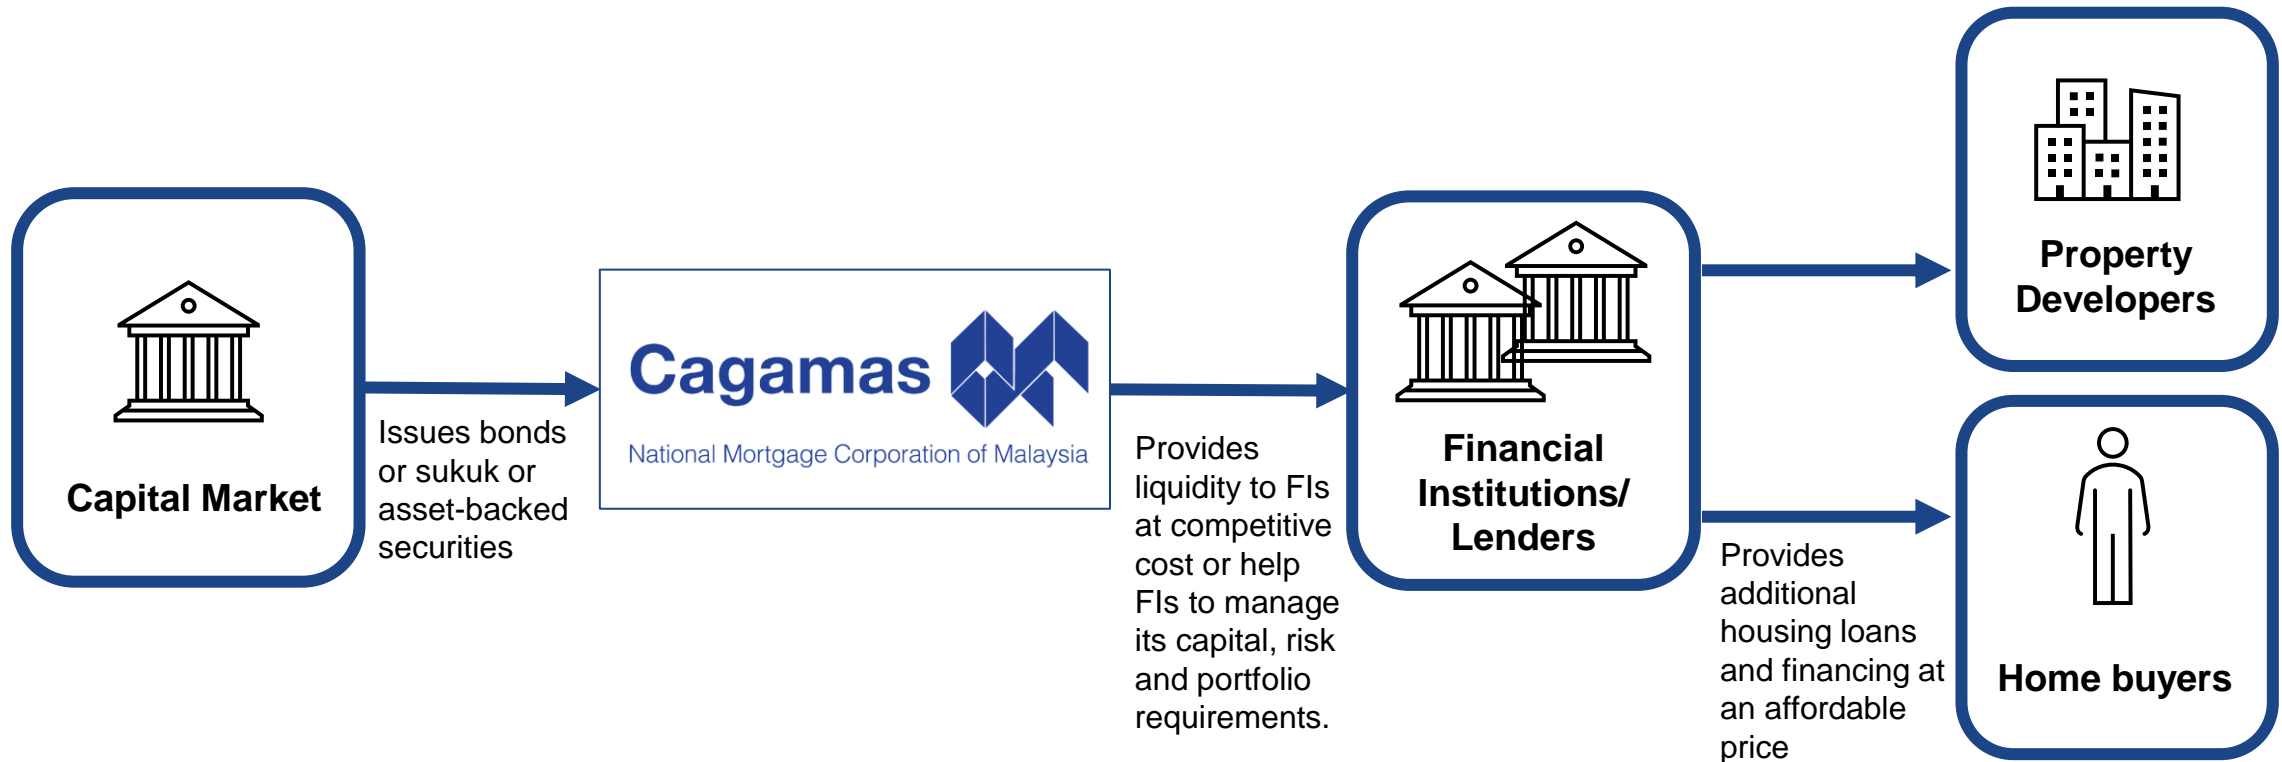 Capital Market
Issues bonds
or sukuk or
asset-backed
securities
Cagamas
National Mortgage Corporation of Malaysia
Provides
liquidity to FIs
at competitive
cost or help
FIs to manage
its capital, risk
and portfolio
requirements.
Financial
Institutions/
Lenders
Property
Developers
Provides
additional
housing loans
and financing at
an affordable
price
Home buyers